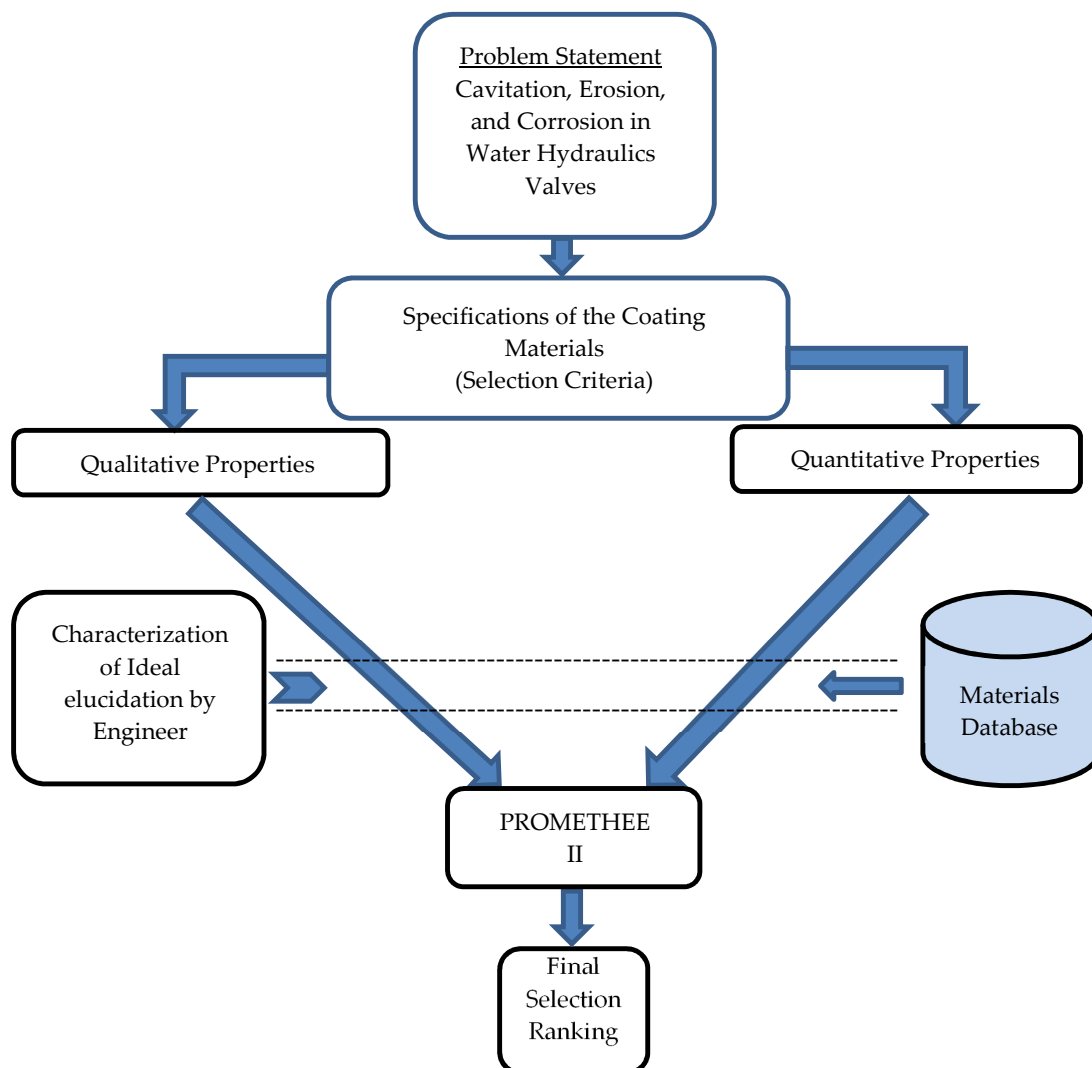 Problem Statement
Cavitation, Erosion,
and Corrosion in
Water Hydraulics
Valves
Specifications of the Coating
Materials
(Selection Criteria)
Qualitative Properties
Quantitative Properties
Characterization
of Ideal
elucidation by
Engineer
Materials
Database
PROMETHEE
II
Final
Selection
Ranking